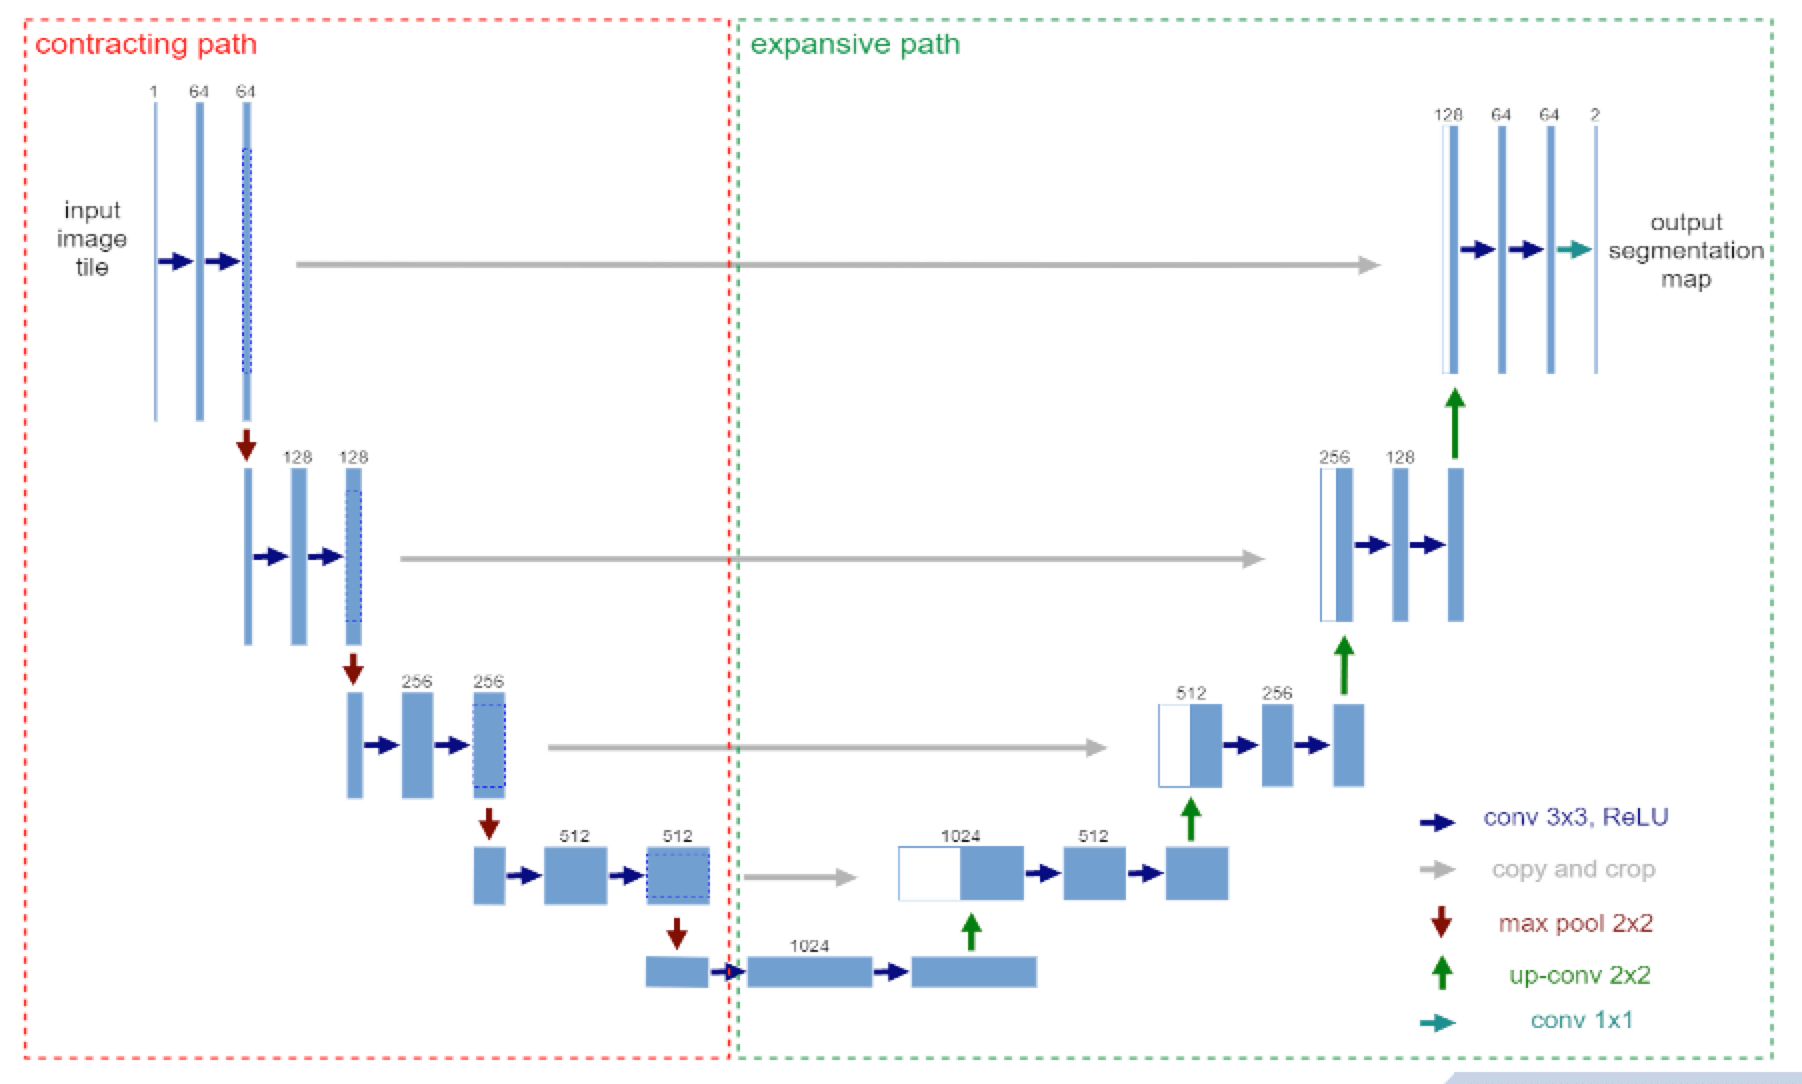 contracting path
expansive path
1 64 64
128 64 64 2
input
image
tile
output
segmentation
map
128 128
256 128
256 256
512 256
512 512
1024 512
1024
conv 3x3, ReLU
copy and crop
max pool 2x2
up-conv 2x2
conv 1x1